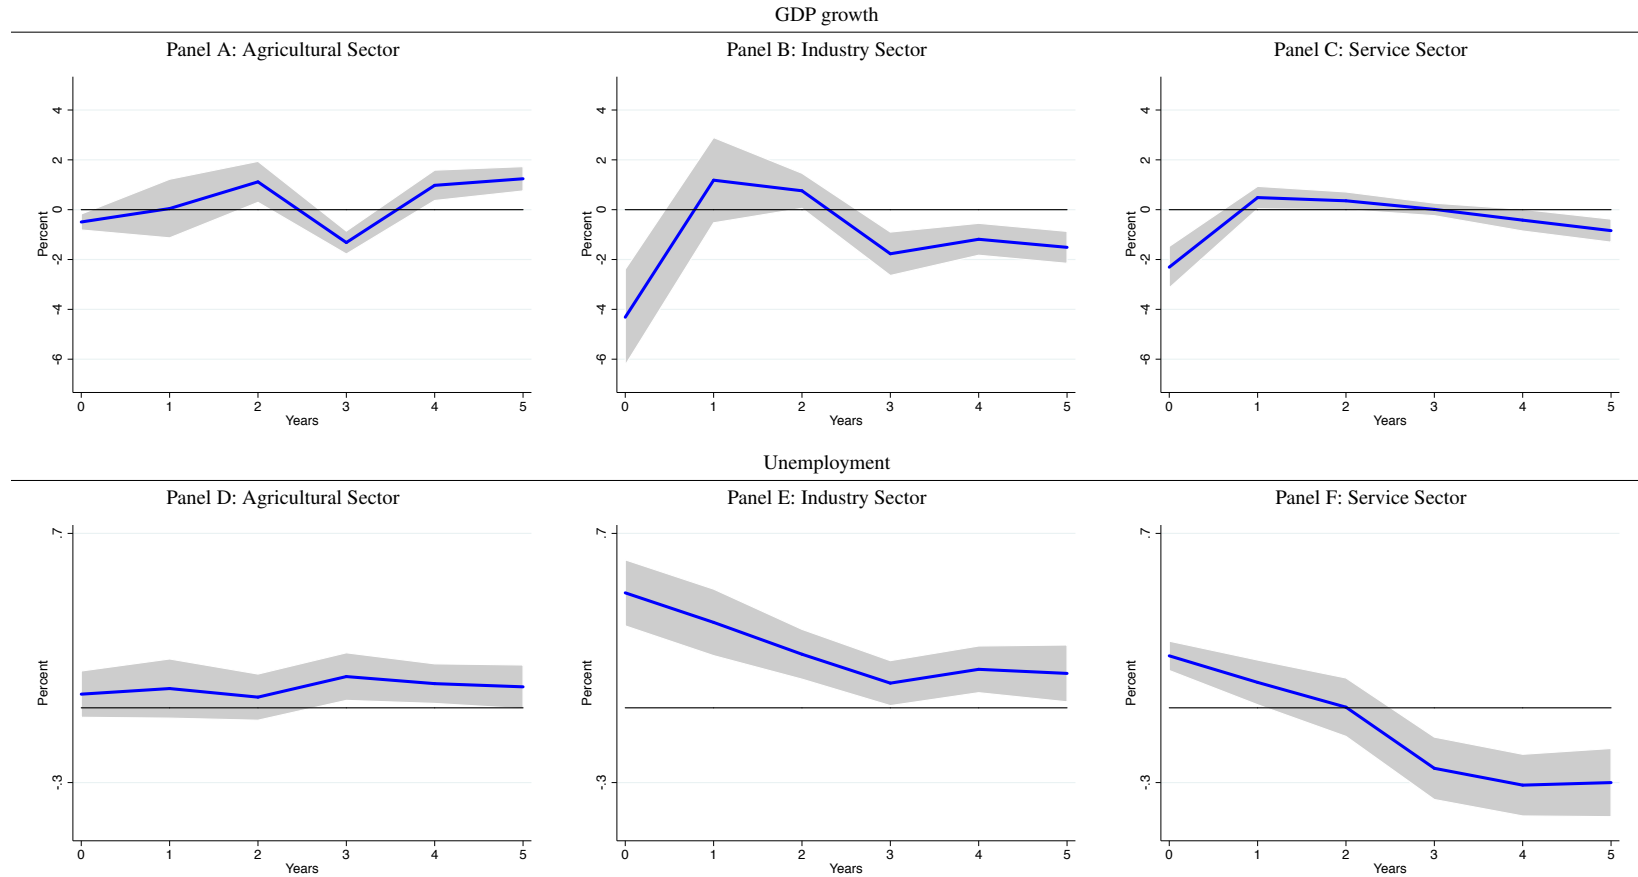 GDP growth
Panel A: Agricultural Sector
Panel B: Industry Sector
Panel C: Service Sector
4
2
0
-2
-4
-6
Percent
0 1 2 3 4 5
Years
4
2
0
-2
-4
-6
Percent
0 1 2 3 4 5
Years
4
2
0
-2
-4
-6
Percent
0 1 2 3 4 5
Years
Unemployment
Panel D: Agricultural Sector
Panel E: Industry Sector
Panel F: Service Sector
.7
-.3
Percent
0 1 2 3 4 5
Years
.7
-.3
Percent
0 1 2 3 4 5
Years
.7
-.3
Percent
0 1 2 3 4 5
Years